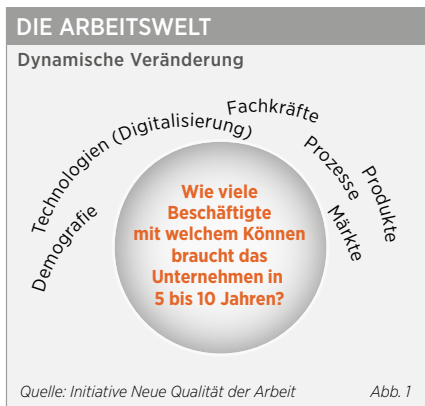 DIE ARBEITSWELT
Dynamische Veränderung
Demografie
Technologien (Digitalisierung)
Fachkräfte
Prozesse
Produkte
Märkte
Wie viele
Beschäftigte
mit welchem Können
braucht das
Unternehmen in
5 bis 10 Jahren?
Quelle: Initiative Neue Qualität der Arbeit
Abb. 1